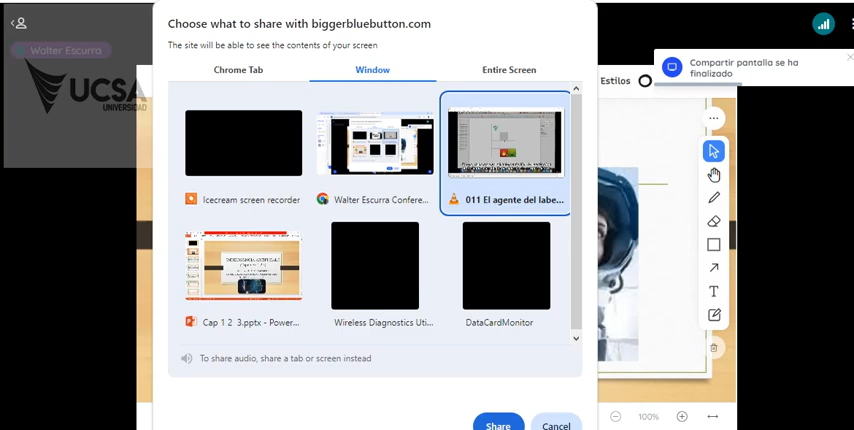 Choose what to share with biggerbluebutton.com
The site will be able to see the contents of your screen
Chrome Tab
Window
Entire Screen
Walter Escurra
UCSA
UNIVERSIDAD
Estilos
Compartir pantalla se ha
finalizado
Icecream screen recorder
Walter Escurra Confere...
011 El agente del labe...
Cap 1 2 3.pptx - Power...
Wireless Diagnostics Uti...
DataCardMonitor
To share audio, share a tab or screen instead
Share
Cancel
100%